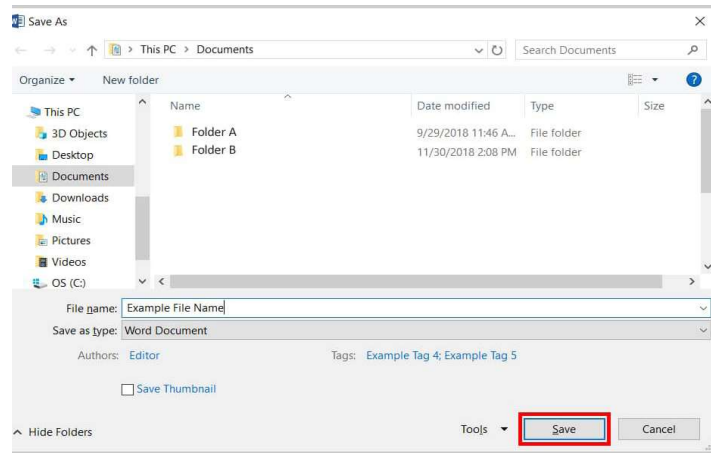 Save As
This PC > Documents
Search Documents
Organize
New folder
Name Date modified Type Size
This PC
3D Objects
Desktop
Documents
Downloads
Music
Pictures
Videos
OS (C:)
Folder A 9/29/2018 11:46 A... File folder
Folder B 11/30/2018 2:08 PM File folder
File name: Example File Name
Save as type: Word Document
Authors: Editor Tags: Example Tag 4; Example Tag 5
Save Thumbnail
Hide Folders Tools Save Cancel